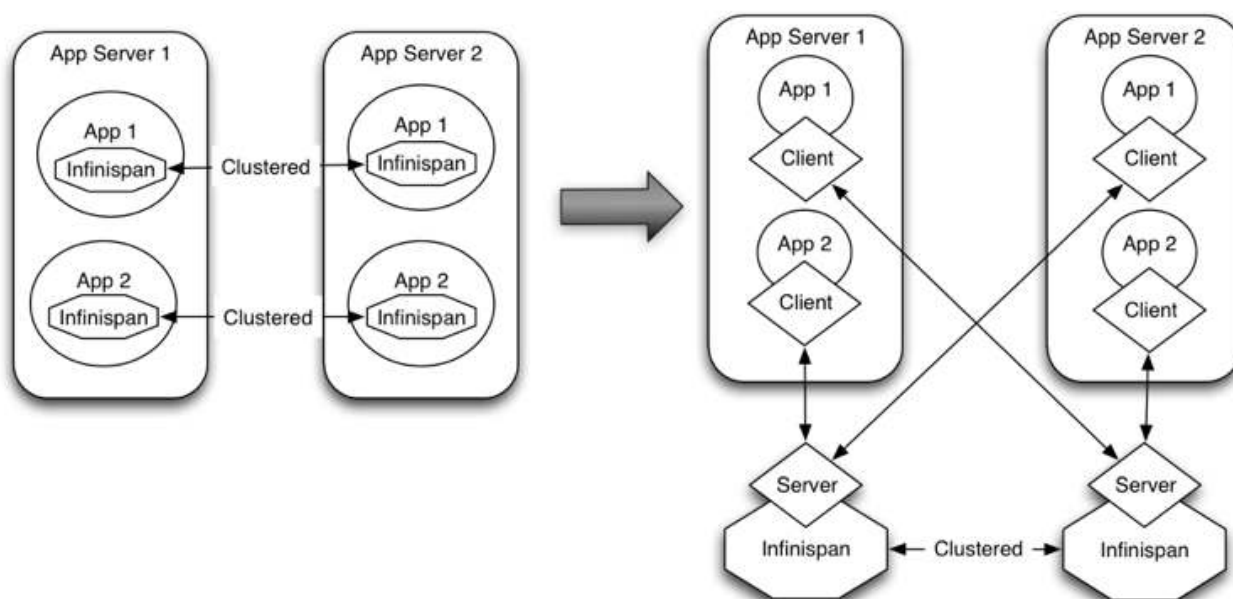 App Server 1
App 1
Infinispan
App 2
Infinispan
Clustered
Clustered
App Server 2
App 1
Infinispan
App 2
Infinispan
App Server 1
App 1
Client
App 2
Client
App Server 2
App 1
Client
App 2
Client
Server
Infinispan
Clustered
Server
Infinispan